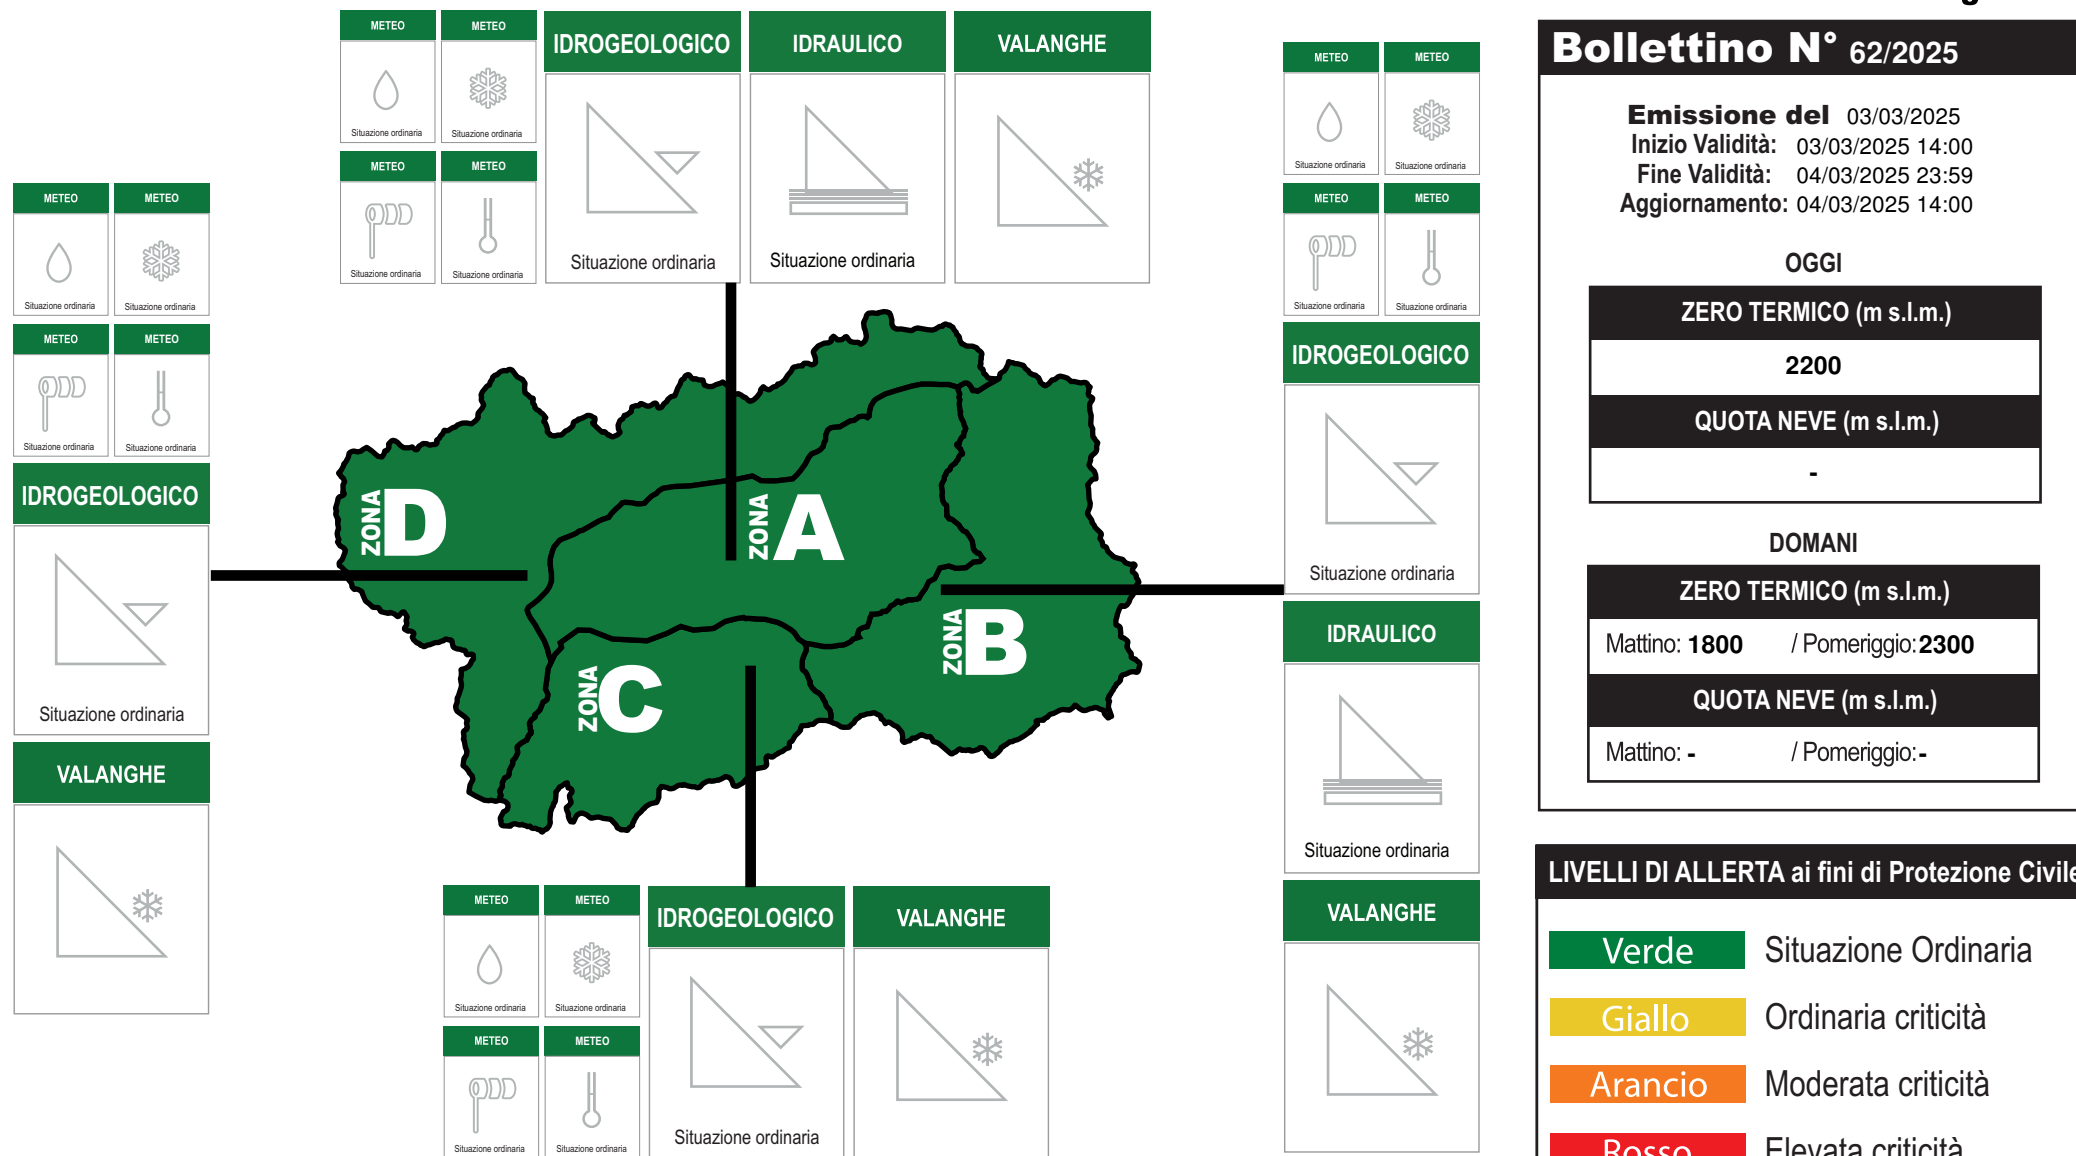 METEO
METEO
Situazione ordinaria
Situazione ordinaria
METEO
METEO
Situazione ordinaria
Situazione ordinaria
IDROGEOLOGICO
Situazione ordinaria
IDRAULICO
Situazione ordinaria
VALANGHE
METEO
METEO
Situazione ordinaria
Situazione ordinaria
METEO
METEO
Situazione ordinaria
Situazione ordinaria
IDROGEOLOGICO
Situazione ordinaria
VALANGHE
ZONA D
ZONA A
ZONA B
ZONA C
METEO
METEO
Situazione ordinaria
Situazione ordinaria
METEO
METEO
Situazione ordinaria
Situazione ordinaria
IDROGEOLOGICO
Situazione ordinaria
IDRAULICO
Situazione ordinaria
VALANGHE
METEO
METEO
Situazione ordinaria
Situazione ordinaria
METEO
METEO
Situazione ordinaria
Situazione ordinaria
IDROGEOLOGICO
Situazione ordinaria
VALANGHE
Bollettino N° 62/2025
Emissione del 03/03/2025
Inizio Validità: 03/03/2025 14:00
Fine Validità: 04/03/2025 23:59
Aggiornamento: 04/03/2025 14:00
OGGI
ZERO TERMICO (m s.l.m.)
2200
QUOTA NEVE (m s.l.m.)
-
DOMANI
ZERO TERMICO (m s.l.m.)
Mattino: 1800 / Pomeriggio: 2300
QUOTA NEVE (m s.l.m.)
Mattino: - / Pomeriggio: -
LIVELLI DI ALLERTA ai fini di Protezione Civile
Verde Situazione Ordinaria
Giallo Ordinaria criticità
Arancio Moderata criticità
Rosso Elevata criticità